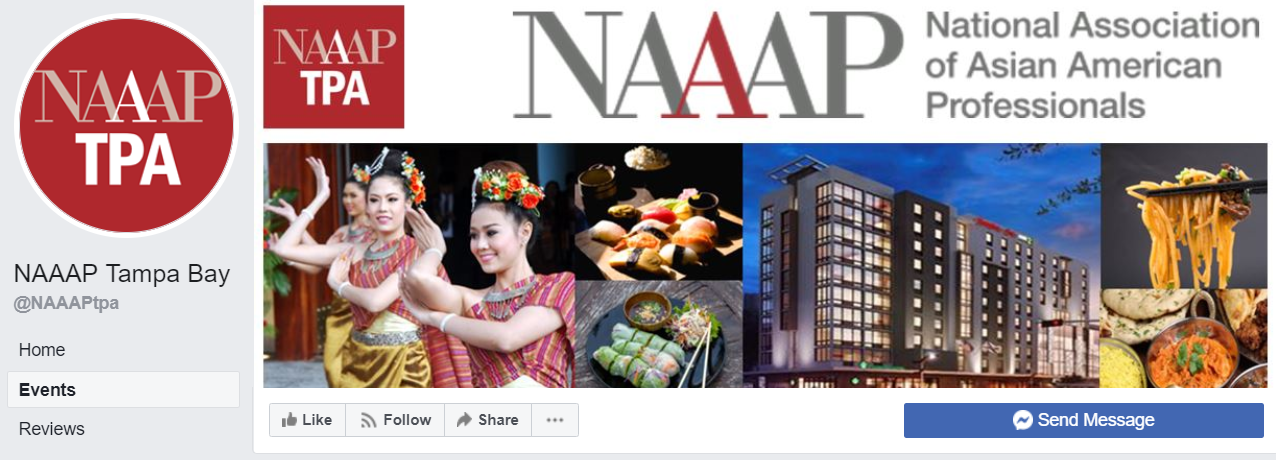 NAAAP
TPA
NAAAP Tampa Bay
@NAAAPtpa
Home
Events
Reviews
NAAAP
TPA
NAAAP
National Association
of Asian American
Professionals
Like
Follow
Share
Send Message